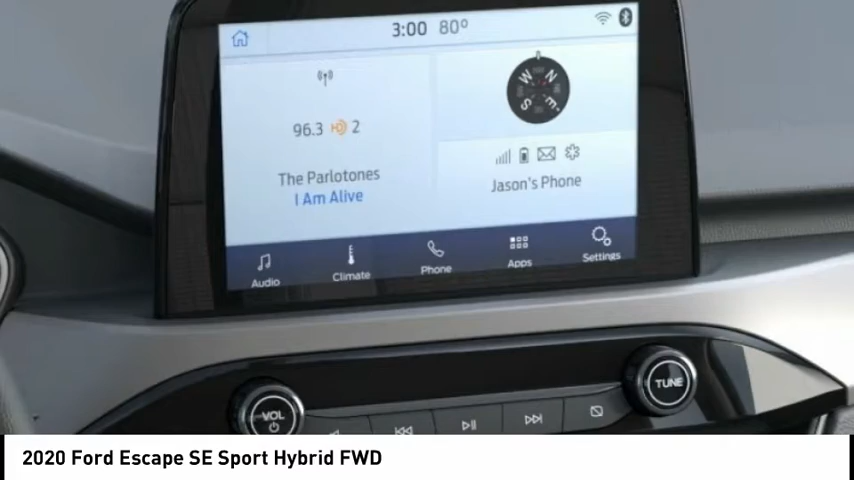 3:00 80°
96.3 HD 2
The Parlotones
I Am Alive
N
W
E
S
Jason's Phone
Audio
Climate
Phone
Apps
Settings
VOL
TUNE
2020 Ford Escape SE Sport Hybrid FWD